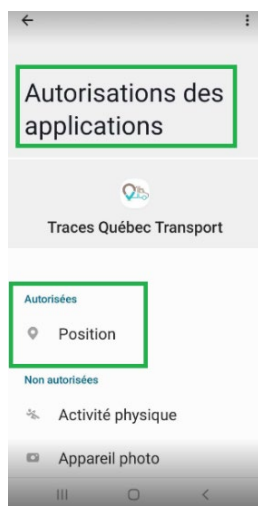 Autorisations des
applications
Traces Québec Transport
Autorisées
Position
Non autorisées
Activité physique
Appareil photo